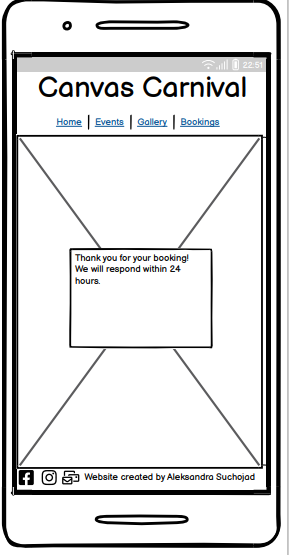 22:51
Canvas Carnival
Home | Events | Gallery | Bookings
Thank you for your booking!
We will respond within 24
hours.
Website created by Aleksandra Suchojad